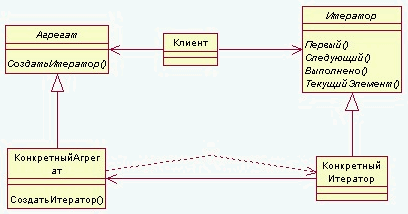 Агрегат
СоздатьИтератор()
Клиент
Итератор
Первый()
Следующий()
Выполнено()
ТекущийЭлемент()
КонкретныйАгрег
ат
СоздатьИтератор()
Конкретный
Итератор